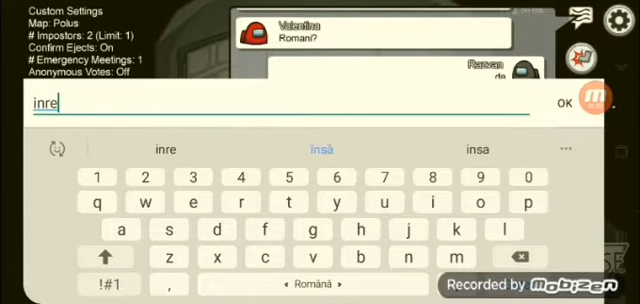 Custom Settings
Map: Polus
# Impostors: 2 (Limit: 1)
Confirm Ejects: On
# Emergency Meetings: 1
Anonymous Votes: Off
Valentina
Romani?
Razvan
da
inre
OK
inre insà insa
1 2 3 4 5 6 7 8 9 0
q w e r t y u i o p
a s d f g h j k l
z x c v b n m
!#1 , Română
Recorded by mobizen